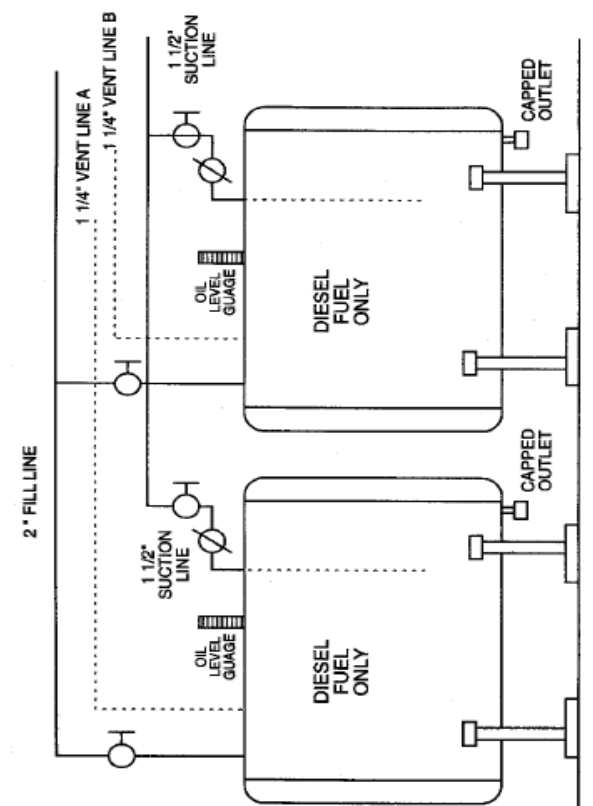 2" FILL LINE
1 1/4" VENT LINE A
1 1/4" VENT LINE B
1 1/2"
SUCTION
LINE
1 1/2"
SUCTION
LINE
OIL
LEVEL
GUAGE
OIL
LEVEL
GUAGE
DIESEL
FUEL
ONLY
DIESEL
FUEL
ONLY
CAPPED
OUTLET
CAPPED
OUTLET